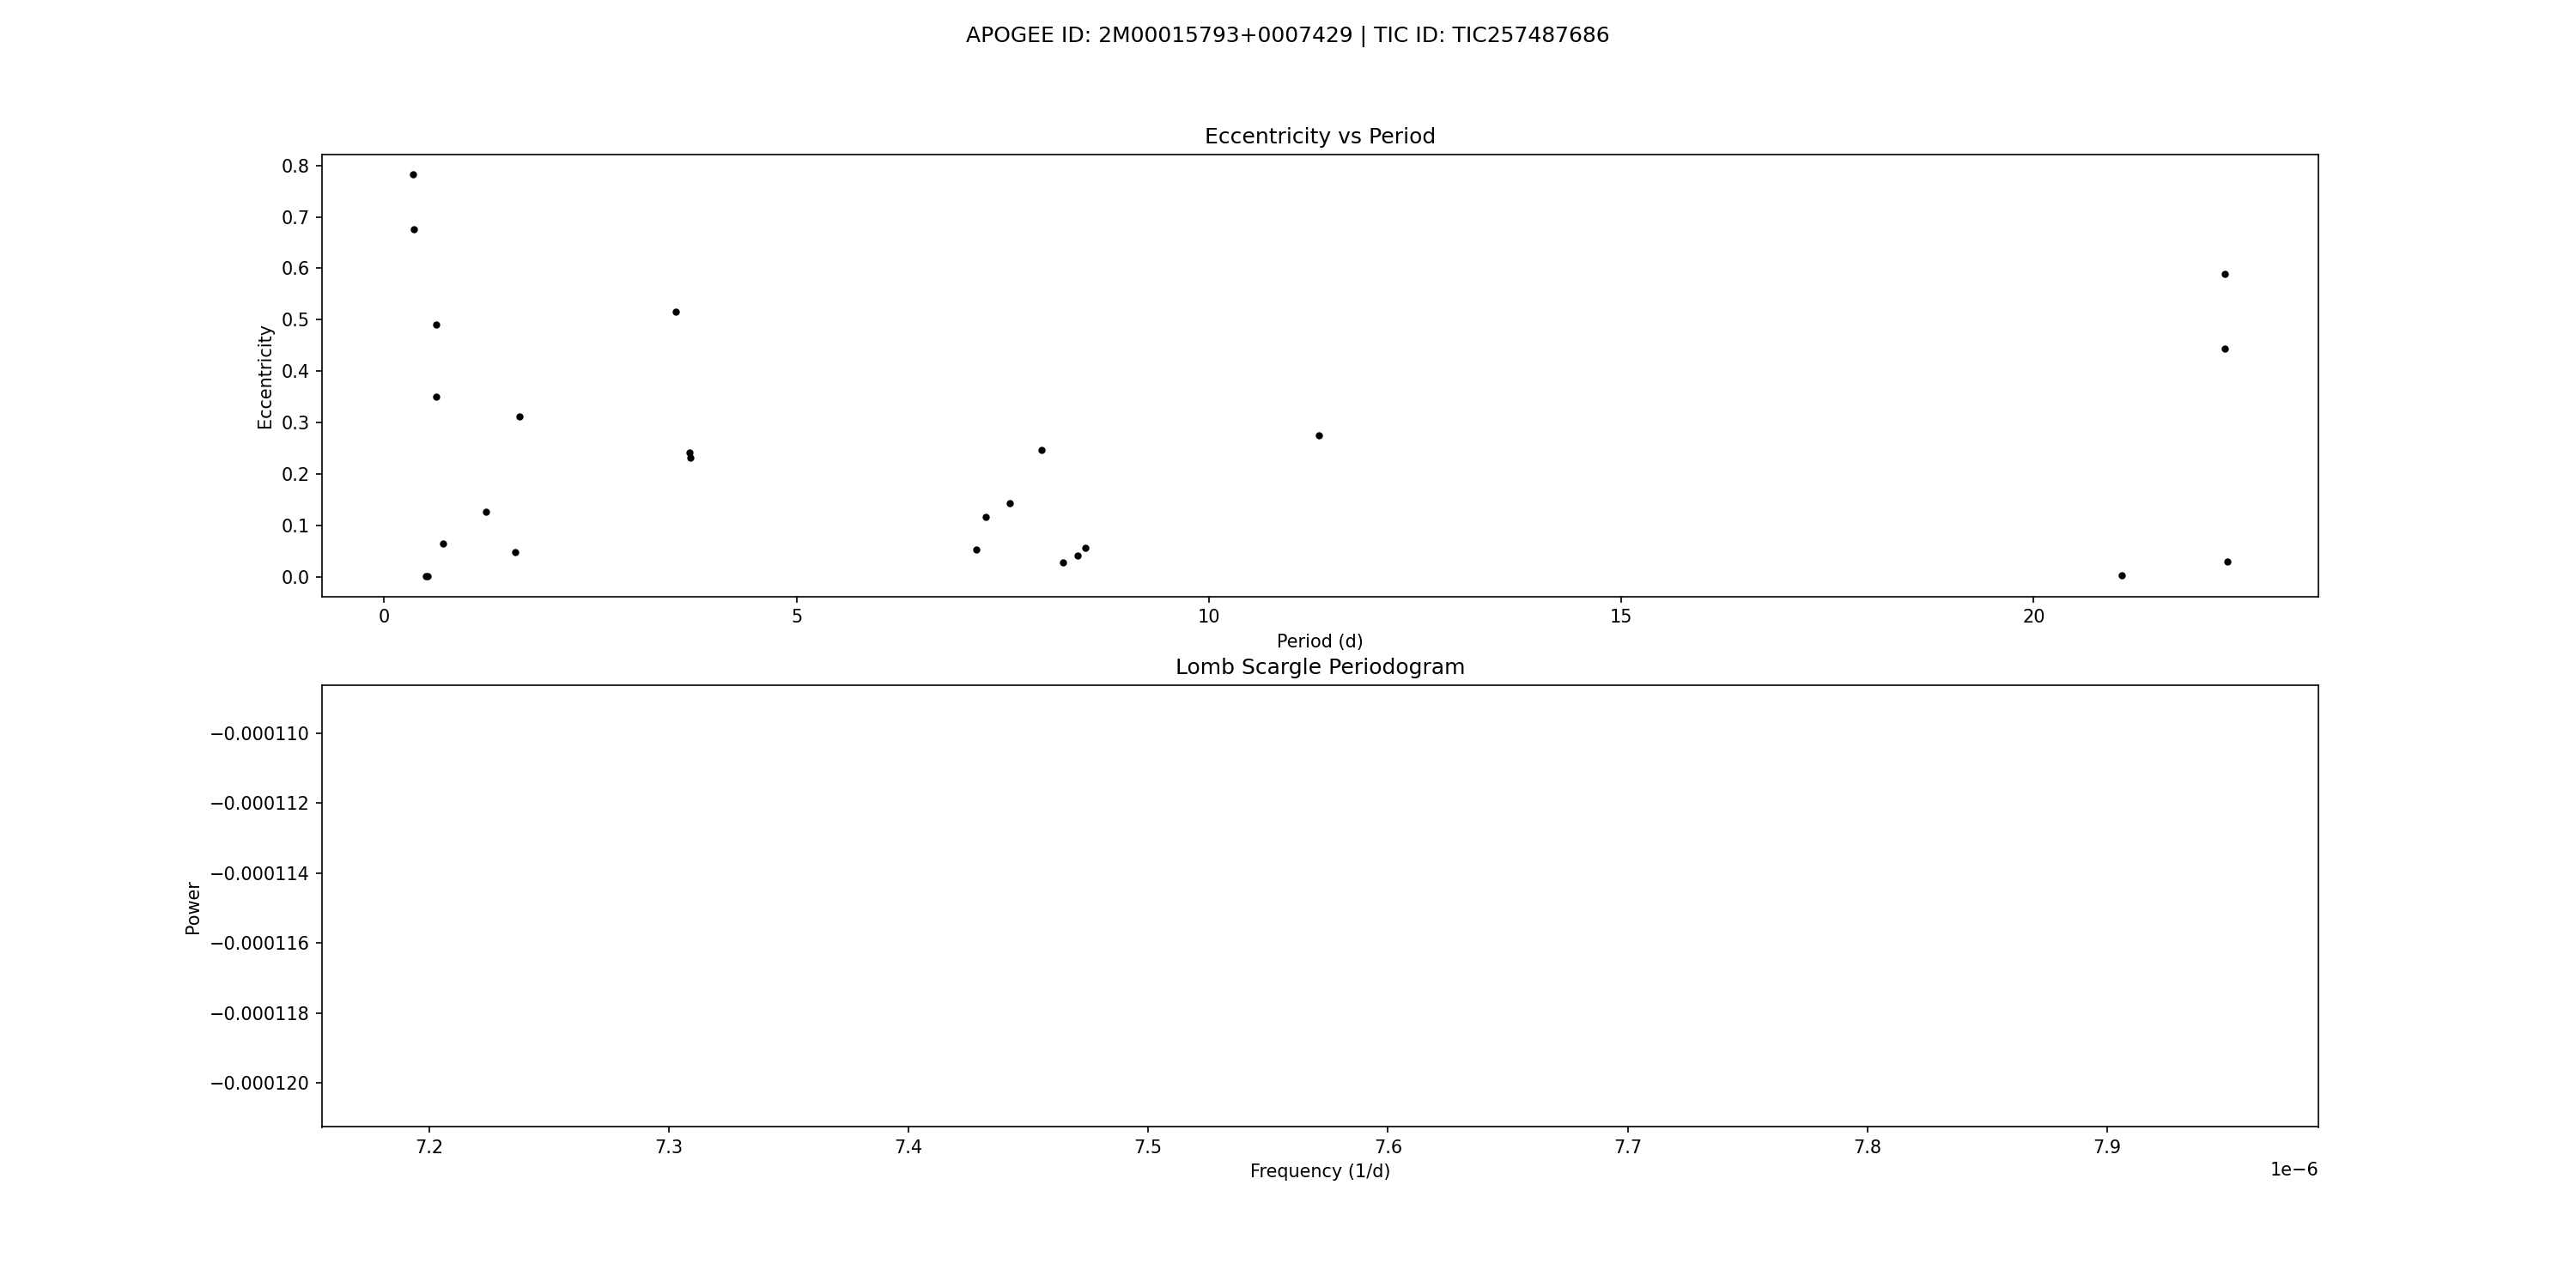 APOGEE ID: 2M00015793+0007429 | TIC ID: TIC257487686
Eccentricity vs Period
0.8
0.7
0.6
0.5
0.4
0.3
0.2
0.1
0.0
Eccentricity
0 5 10 15 20
Period (d)
Lomb Scargle Periodogram
−0.000110
−0.000112
−0.000114
−0.000116
−0.000118
−0.000120
Power
7.2 7.3 7.4 7.5 7.6 7.7 7.8 7.9
Frequency (1/d)
1e−6